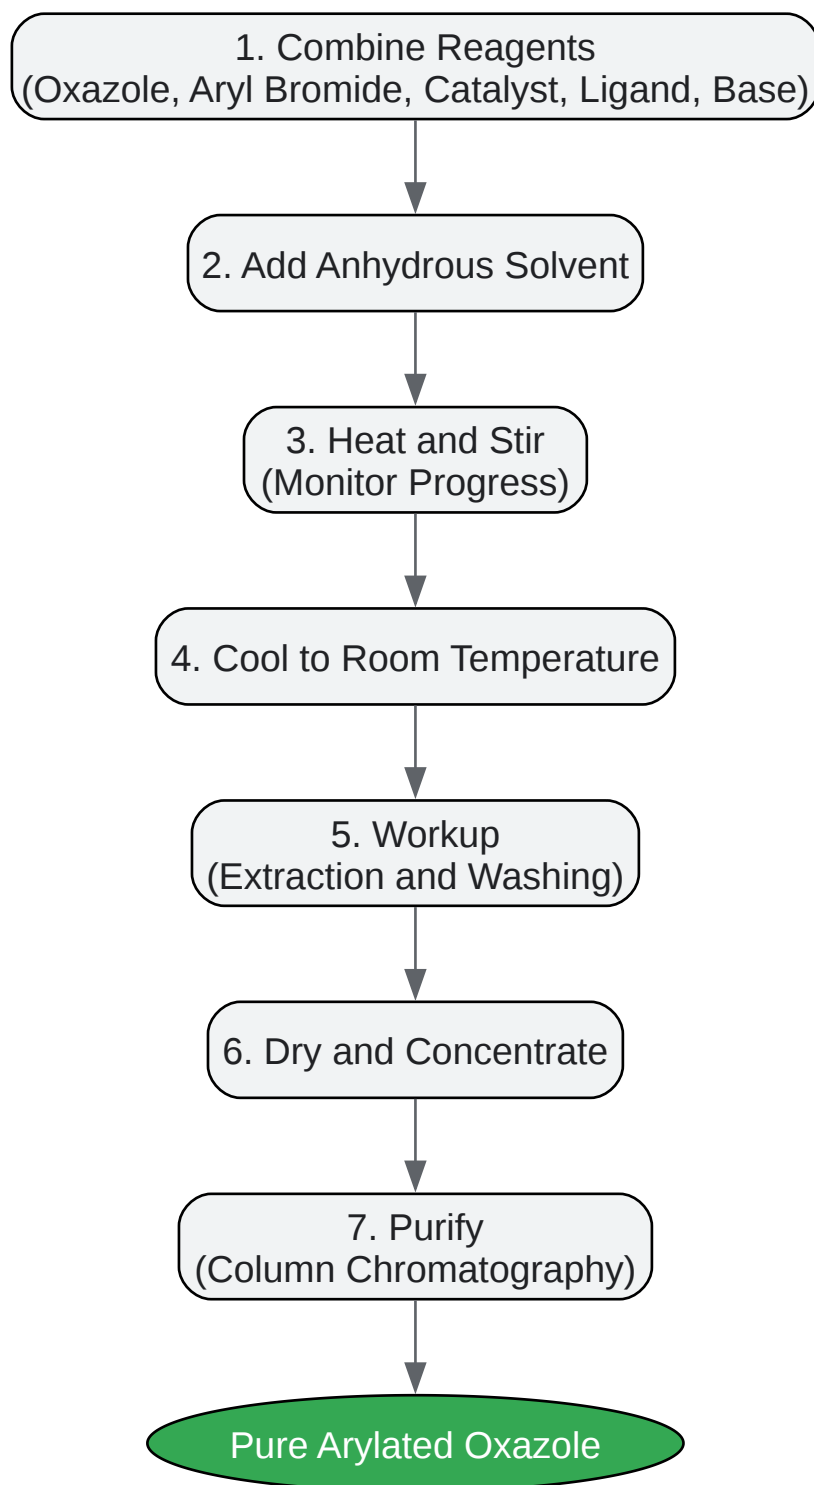 1. Combine Reagents
(Oxazole, Aryl Bromide, Catalyst, Ligand, Base)
2. Add Anhydrous Solvent
3. Heat and Stir
(Monitor Progress)
4. Cool to Room Temperature
5. Workup
(Extraction and Washing)
6. Dry and Concentrate
7. Purify
(Column Chromatography)
Pure Arylated Oxazole